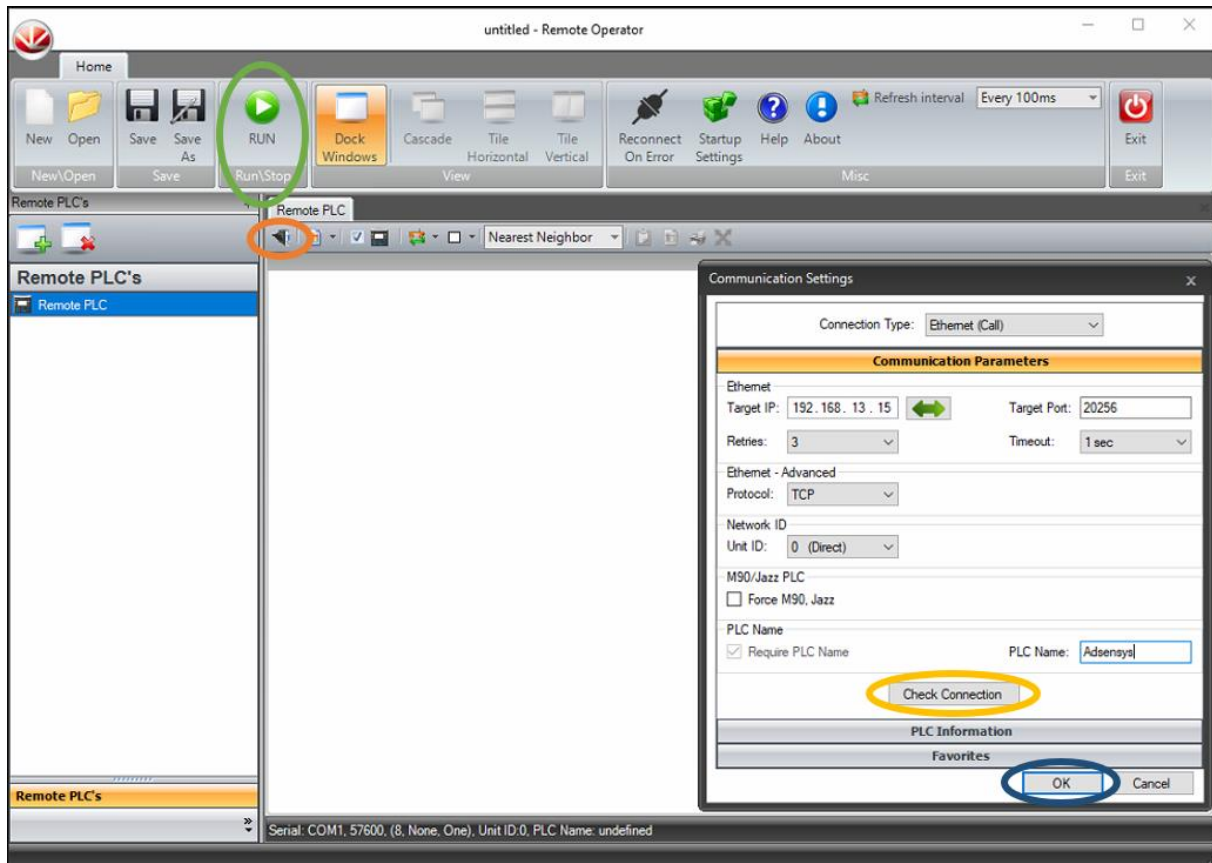 untitled - Remote Operator
Home
New
Open
Save
Save As
RUN
Dock Windows
Cascade
Tile Horizontal
Tile Vertical
Reconnect On Error
Startup Settings
Help
About
Refresh interval
Every 100ms
Exit
New\Open
Save
Run\Stop
View
Misc
Exit
Remote PLC's
Remote PLC
Nearest Neighbor
Remote PLC's
Remote PLC
Communication Settings
x
Connection Type: Ethernet (Call)
Communication Parameters
Ethernet
Target IP: 192.168. 13 . 15
Target Port: 20256
Retries: 3
Timeout: 1 sec
Ethernet - Advanced
Protocol: TCP
Network ID
Unit ID: 0 (Direct)
M90/Jazz PLC
Force M90, Jazz
PLC Name
Require PLC Name
PLC Name: Adsensys
Check Connection
PLC Information
Favorites
OK
Cancel
Remote PLC's
Serial: COM1, 57600, (8, None, One), Unit ID:0, PLC Name: undefined